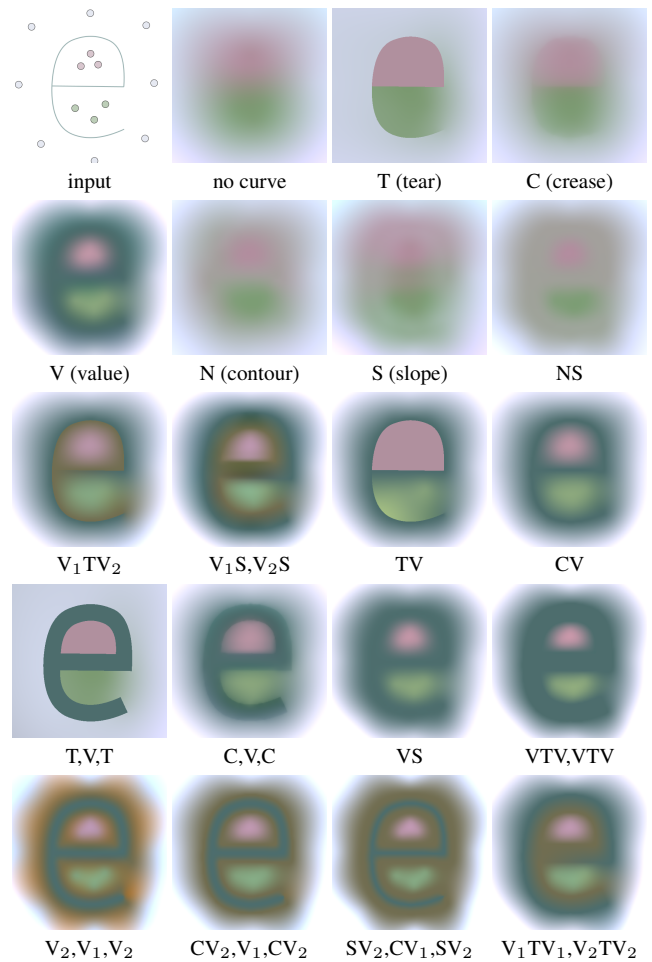 input no curve T (tear) C (crease)
V (value) N (contour) S (slope) NS
V₁TV₂ V₁S,V₂S TV CV
T,V,T C,V,C VS VTV,VTV
V₂,V₁,V₂ CV₂,V₁,CV₂ SV₂,CV₁,SV₂ V₁TV₁,V₂TV₂